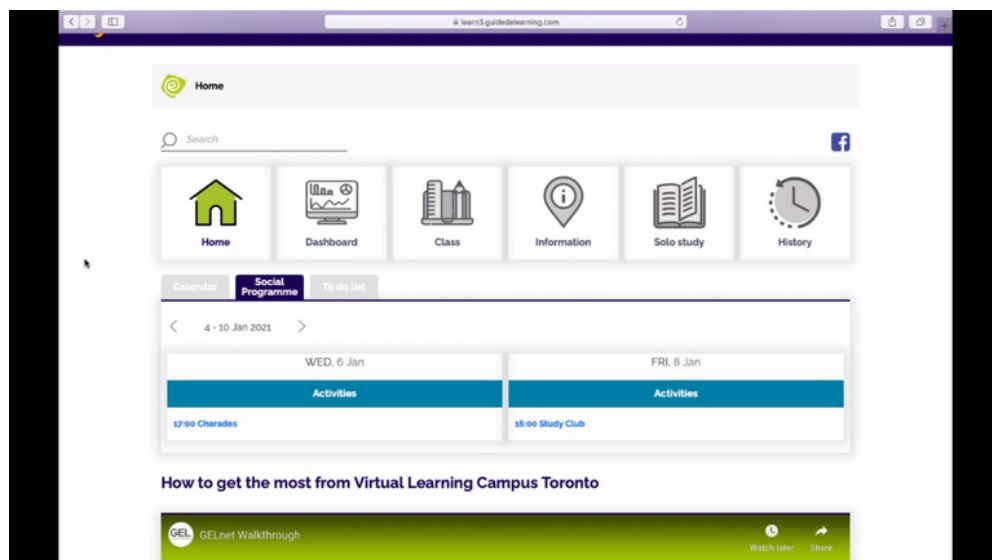 learn3.guidedelearning.com
Home
Search
Home
Dashboard
Class
Information
Solo study
History
Calendar
Social
Programme
To do list
4 - 10 Jan 2021
WED, 6 Jan
FRI, 8 Jan
Activities
Activities
17:00 Charades
16:00 Study Club
How to get the most from Virtual Learning Campus Toronto
GEL
GELnet Walkthrough
Watch later
Share